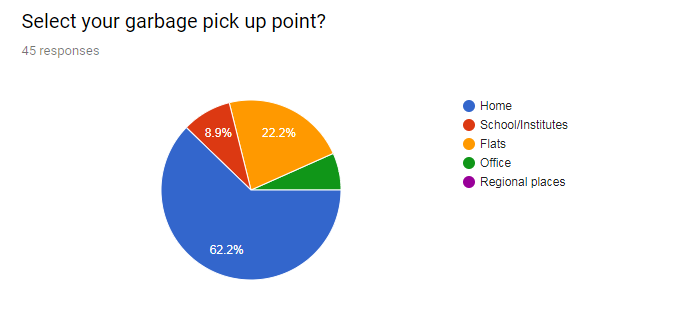 Select your garbage pick up point?
45 responses
Home
School/Institutes
Flats
Office
Regional places
8.9%
22.2%
62.2%